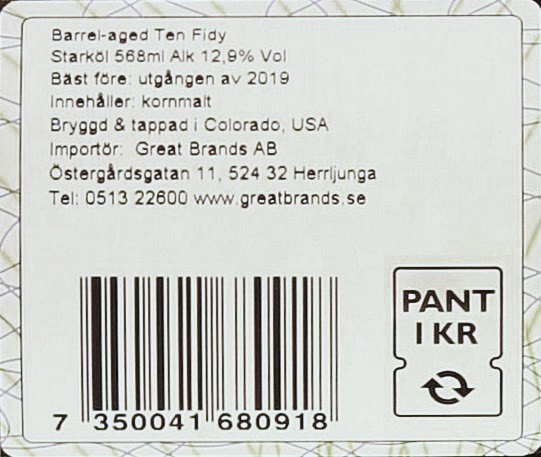 Barrel-aged Ten Fidy
Starköl 568ml Alk 12,9% Vol
Bäst före: utgången av 2019
Innehåller: kornmalt
Bryggd & tappad i Colorado, USA
Importör: Great Brands AB
Östergårdsgatan 11, 524 32 Herrljunga
Tel: 0513 22600 www.greatbrands.se
PANT
1 KR
7 350041 680918